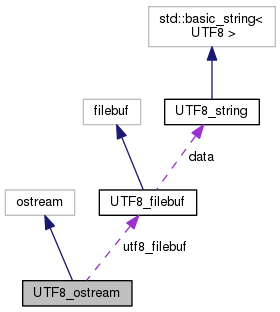 std::basic_string<
UTF8 >
filebuf
UTF8_string
data
ostream
UTF8_filebuf
utf8_filebuf
UTF8_ostream